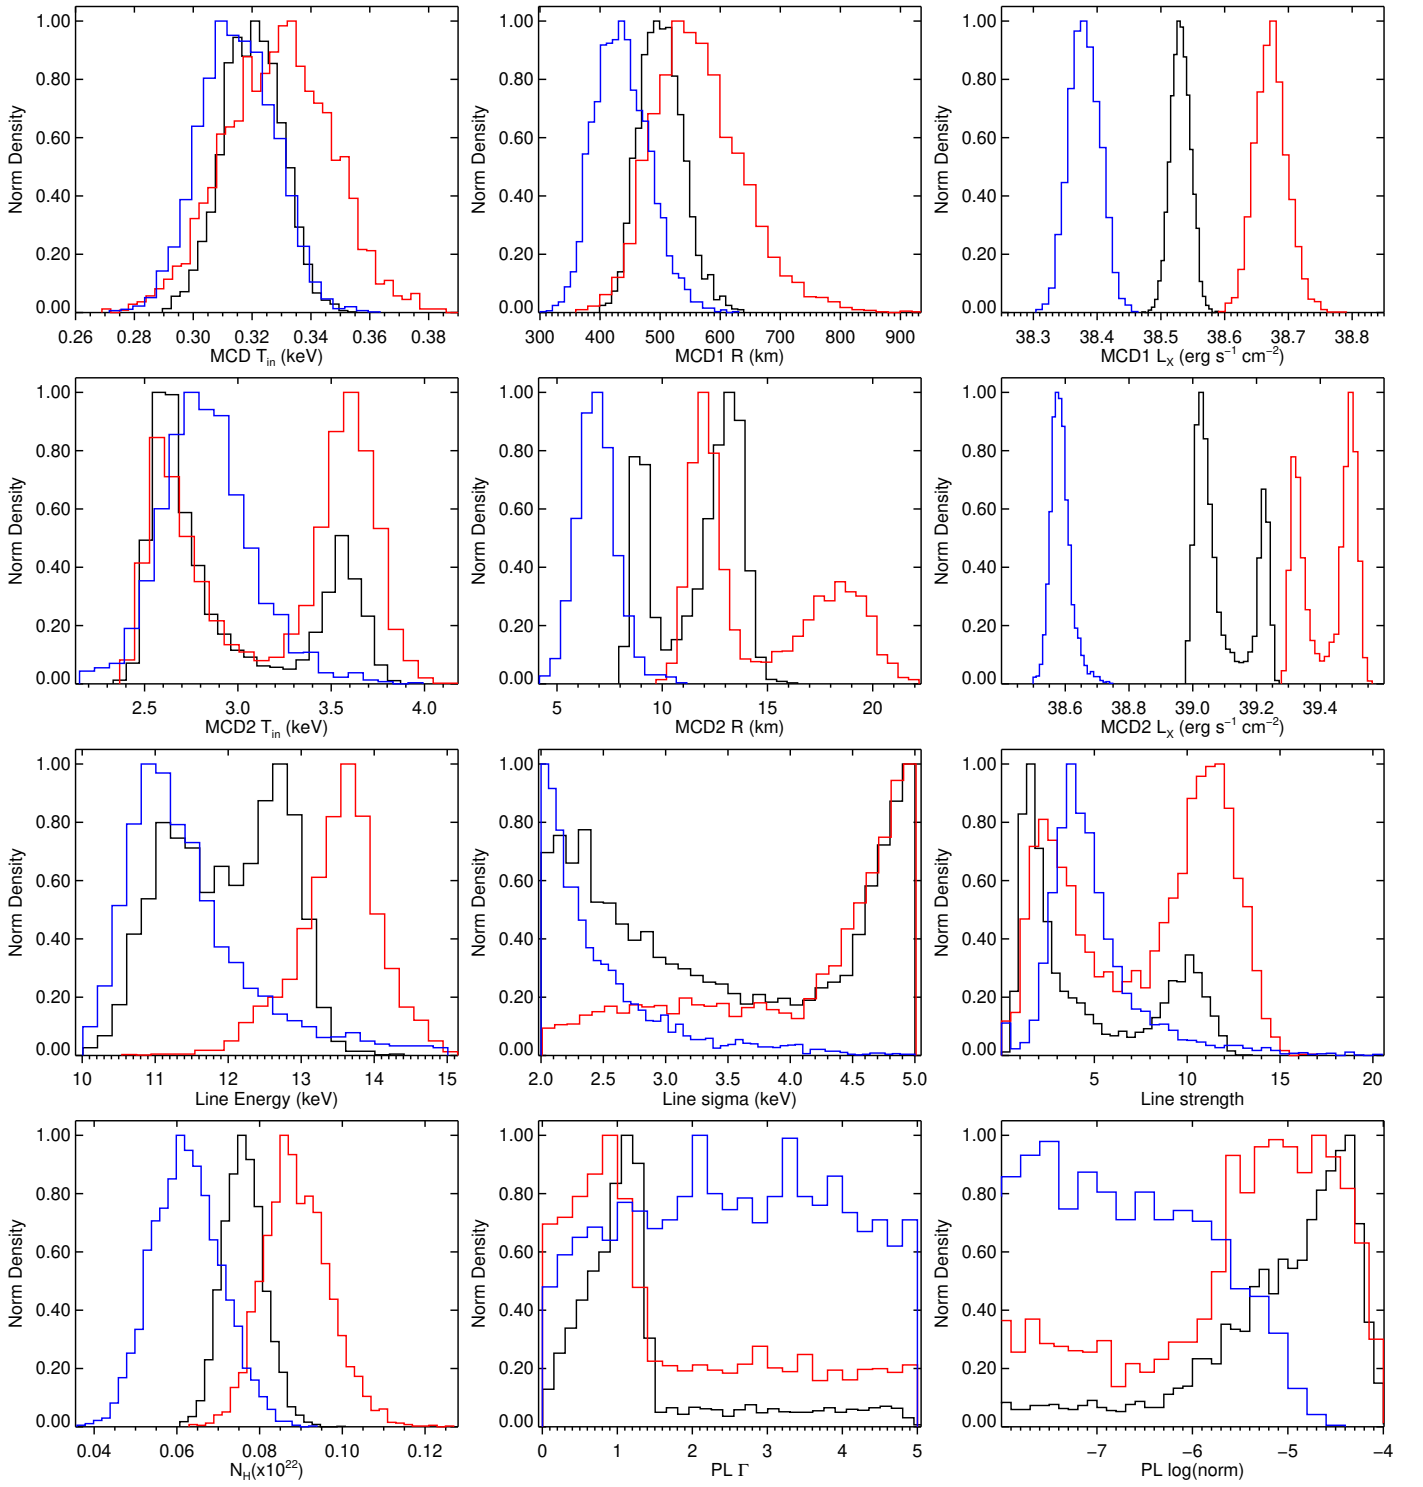 Norm Density
1.00
0.80
0.60
0.40
0.20
0.00
0.26 0.28 0.30 0.32 0.34 0.36 0.38
MCD T_in (keV)
Norm Density
1.00
0.80
0.60
0.40
0.20
0.00
300 400 500 600 700 800 900
MCD1 R (km)
Norm Density
1.00
0.80
0.60
0.40
0.20
0.00
38.3 38.4 38.5 38.6 38.7 38.8
MCD1 L_X (erg s⁻¹ cm⁻²)
Norm Density
1.00
0.80
0.60
0.40
0.20
0.00
2.5 3.0 3.5 4.0
MCD2 T_in (keV)
Norm Density
1.00
0.80
0.60
0.40
0.20
0.00
5 10 15 20
MCD2 R (km)
Norm Density
1.00
0.80
0.60
0.40
0.20
0.00
38.6 38.8 39.0 39.2 39.4
MCD2 L_X (erg s⁻¹ cm⁻²)
Norm Density
1.00
0.80
0.60
0.40
0.20
0.00
10 11 12 13 14 15
Line Energy (keV)
Norm Density
1.00
0.80
0.60
0.40
0.20
0.00
2.0 2.5 3.0 3.5 4.0 4.5 5.0
Line sigma (keV)
Norm Density
1.00
0.80
0.60
0.40
0.20
0.00
5 10 15 20
Line strength
Norm Density
1.00
0.80
0.60
0.40
0.20
0.00
0.04 0.06 0.08 0.10 0.12
N_H(x10²²)
Norm Density
1.00
0.80
0.60
0.40
0.20
0.00
0 1 2 3 4 5
PL Γ
Norm Density
1.00
0.80
0.60
0.40
0.20
0.00
−7 −6 −5 −4
PL log(norm)